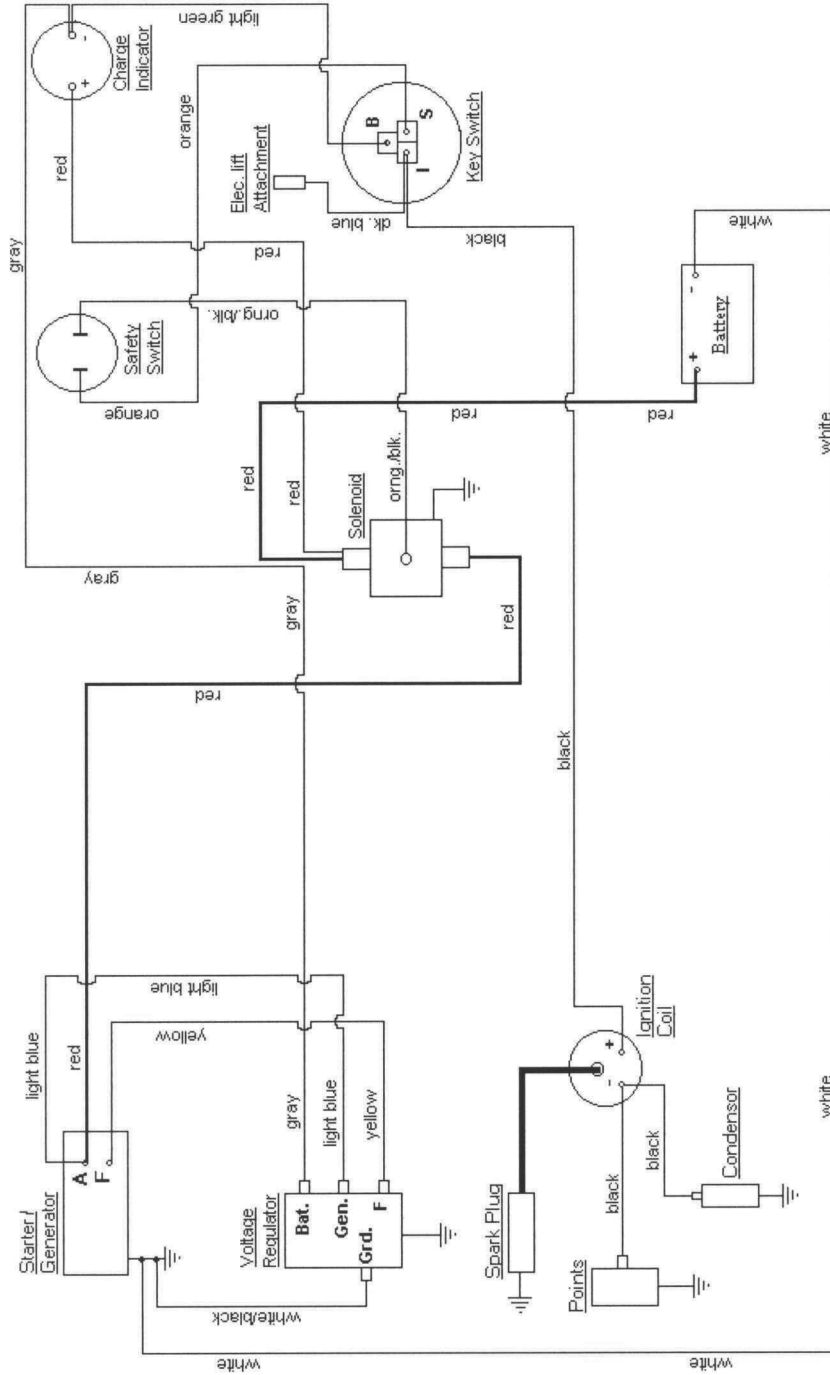 Starter /
Generator
A
F
light blue
red
light blue
yellow
white/black
white
Voltage
Regulator
Bat.
Gen.
F
Grd.
gray
light blue
yellow
gray
gray
gray
red
red
red
red
red
red
red
red
Solenoid
orng./blk.
orng./blk.
Safety
Switch
orange
orange
Charge
Indicator
+
-
light green
Elec. lift
Attachment
dk. blue
B
S
I
Key Switch
black
black
Battery
+
-
white
white
white
white
Spark Plug
Ignition
Coil
+
-
black
black
Points
Condensor